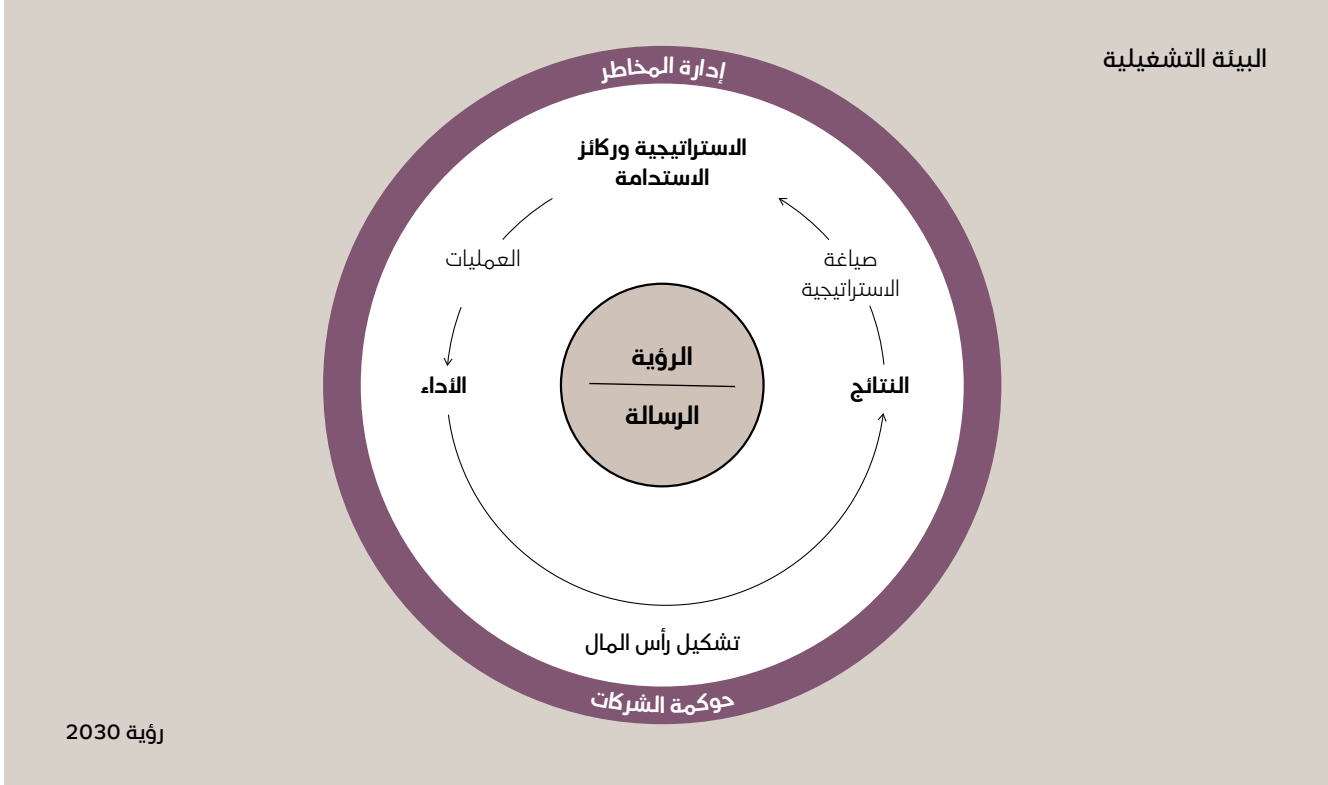 البيئة التشغيلية
إدارة المخاطر
الاستراتيجية وركائز
الاستدامة
صياغة
الاستراتيجية
العمليات
الرؤية
الرسالة
النتائج
الأداء
تشكيل رأس المال
حوكمة الشركات
رؤية 2030